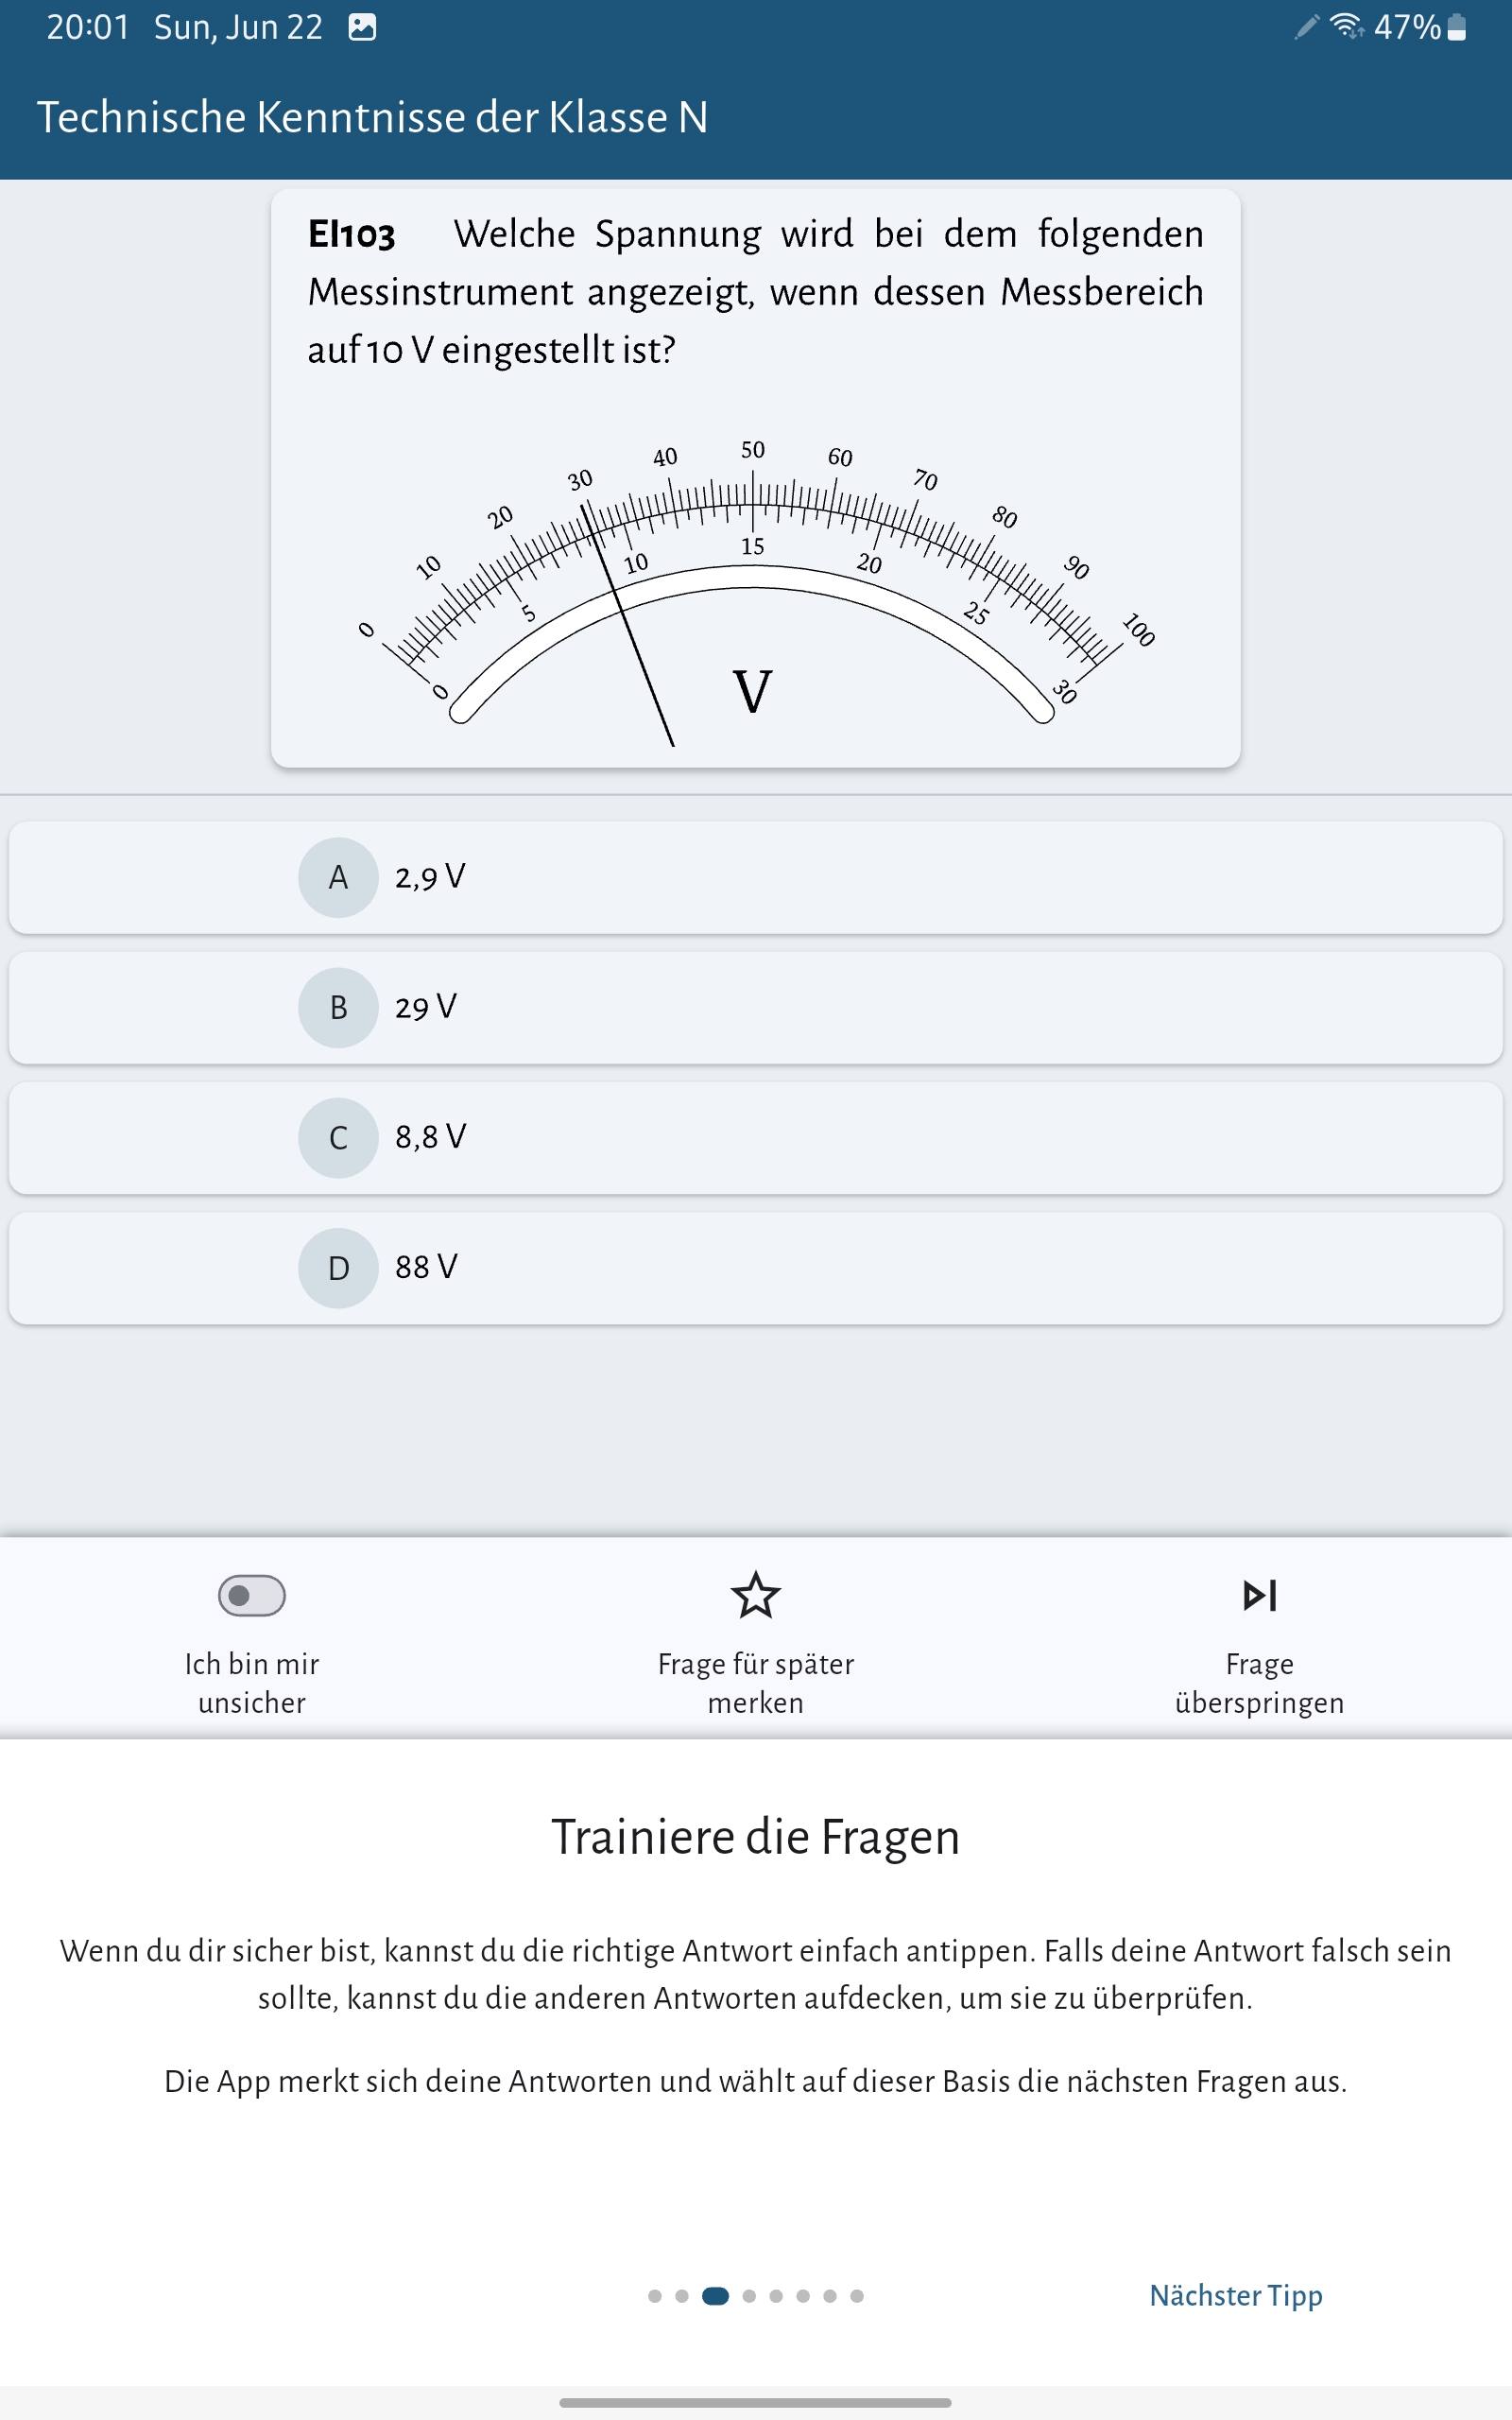 20:01 Sun, Jun 22
47%
Technische Kenntnisse der Klasse N
EI103 Welche Spannung wird bei dem folgenden
Messinstrument angezeigt, wenn dessen Messbereich
auf 10 V eingestellt ist?
0 10 20 30 40 50 60 70 80 90 100
0 5 10 15 20 25 30
V
A 2,9 V
B 29 V
C 8,8 V
D 88 V
Ich bin mir
unsicher
Frage für später
merken
Frage
überspringen
Trainiere die Fragen
Wenn du dir sicher bist, kannst du die richtige Antwort einfach antippen. Falls deine Antwort falsch sein
sollte, kannst du die anderen Antworten aufdecken, um sie zu überprüfen.
Die App merkt sich deine Antworten und wählt auf dieser Basis die nächsten Fragen aus.
Nächster Tipp